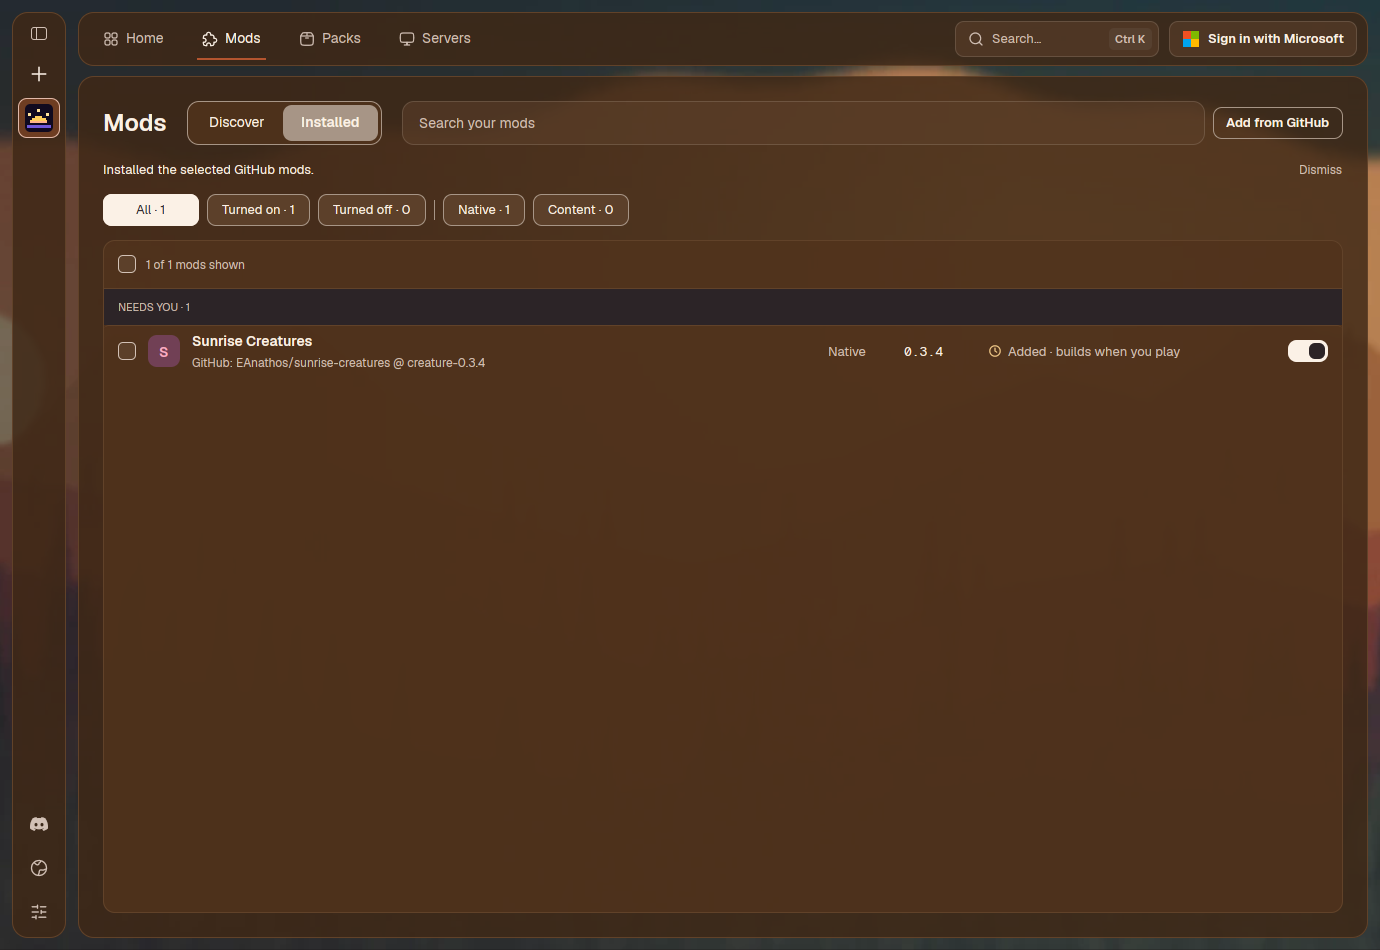 Home
Mods
Packs
Servers
Search...
Ctrl K
Sign in with Microsoft
Mods
Discover
Installed
Search your mods
Add from GitHub
Installed the selected GitHub mods.
Dismiss
All · 1
Turned on · 1
Turned off · 0
Native · 1
Content · 0
1 of 1 mods shown
NEEDS YOU · 1
S
Sunrise Creatures
GitHub: EAnathos/sunrise-creatures @ creature-0.3.4
Native
0.3.4
Added · builds when you play